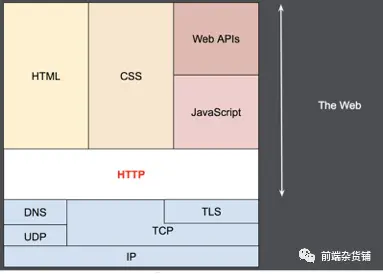 HTML
CSS
Web APIs
JavaScript
The Web
HTTP
DNS
TLS
UDP
TCP
IP
前端杂货铺